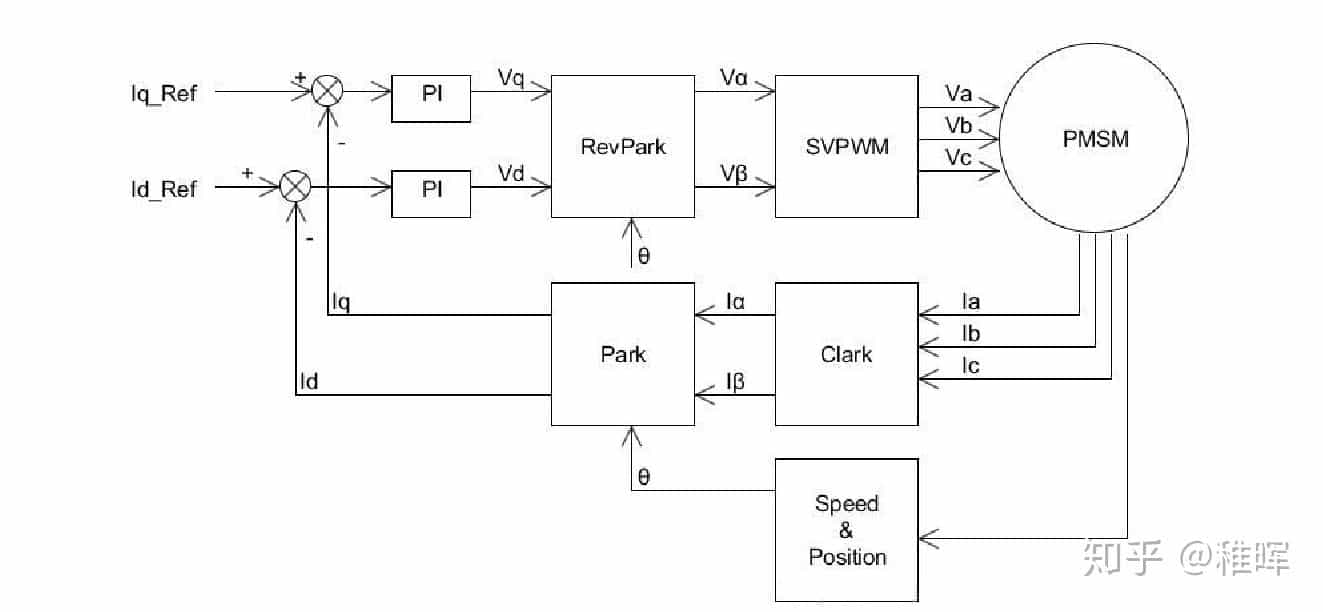 Iq_Ref
+
-
PI
Vq
Id_Ref
+
-
PI
Vd
RevPark
θ
Vα
Vβ
SVPWM
Va
Vb
Vc
PMSM
Iq
Id
Park
θ
Iα
Iβ
Clark
Ia
Ib
Ic
Speed
&
Position
知乎 @稚晖